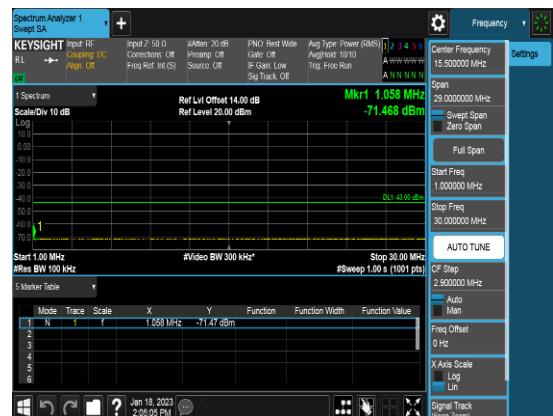 Spectrum Analyzer 1
Swept SA
Frequency
KEYSIGHT
Input: RF
Input Z: 50 Ω
#Atten: 20 dB
PNO: Best Wide
Avg Type: Power (RMS)
1 2 3 4 5 6
RL
Coupling: DC
Corrections: Off
Preamp: Off
Gate: Off
Avg|Hold: 10/10
Align: Off
Freq Ref: Int (S)
Source: Off
IF Gain: Low
Trig: Free Run
Sig Track: Off
A N N N N N
Center Frequency
15.500000 MHz
Settings
Span
29.0000000 MHz
Swept Span
Zero Span
Full Span
Start Freq
1.000000 MHz
Stop Freq
30.000000 MHz
AUTO TUNE
CF Step
2.900000 MHz
Auto
Man
Freq Offset
0 Hz
X Axis Scale
Log
Lin
Signal Track
(Span Zoom)
1 Spectrum
Scale/Div 10 dB
Ref Lvl Offset 14.00 dB
Ref Level 20.00 dBm
Mkr1 1.058 MHz
-71.468 dBm
Log
10.0
0.00
-10.0
-20.0
-30.0
-40.0
-50.0
-60.0
-70.0
DL1 -43.00 dBm
1
Start 1.00 MHz
#Video BW 300 kHz*
Stop 30.00 MHz
#Res BW 100 kHz
#Sweep 1.00 s (1001 pts)
5 Marker Table
Mode Trace Scale X Y Function Function Width Function Value
1 N 1 f 1.058 MHz -71.47 dBm
2
3
4
5
6
?
Jan 18, 2023
2:05:05 PM